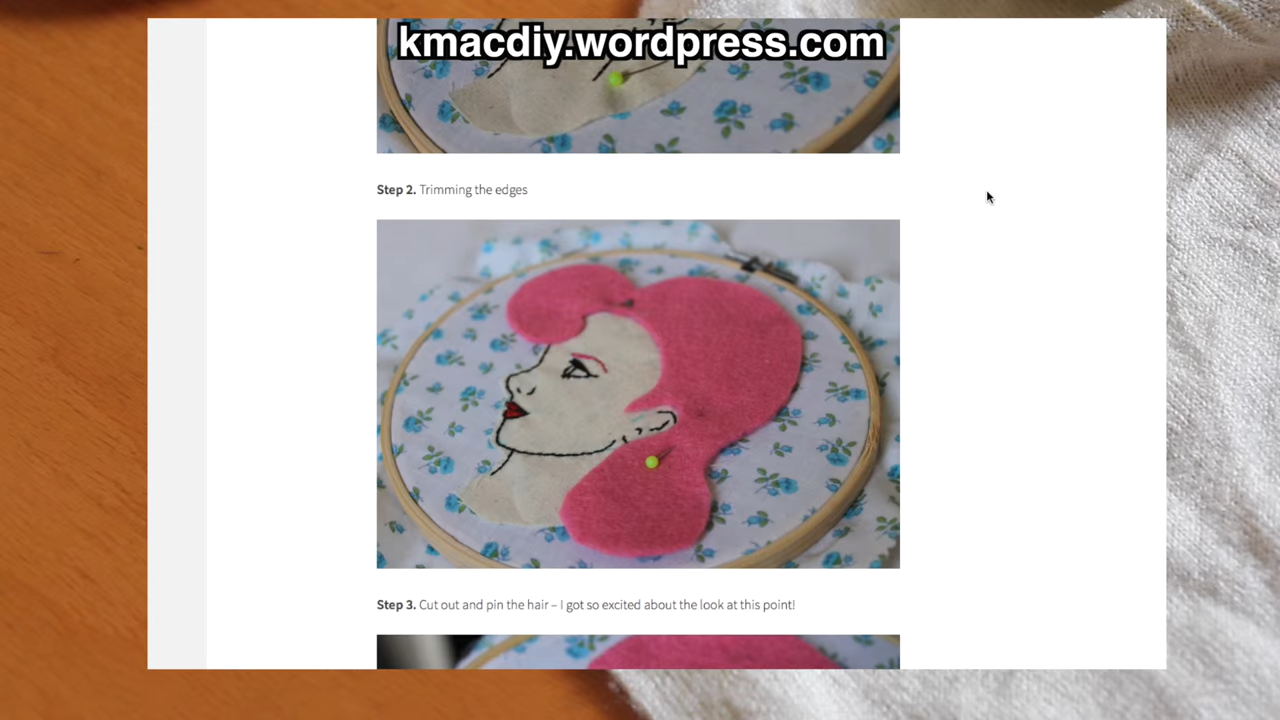 kmacdiy.wordpress.com
Step 2. Trimming the edges
Step 3. Cut out and pin the hair – I got so excited about the look at this point!